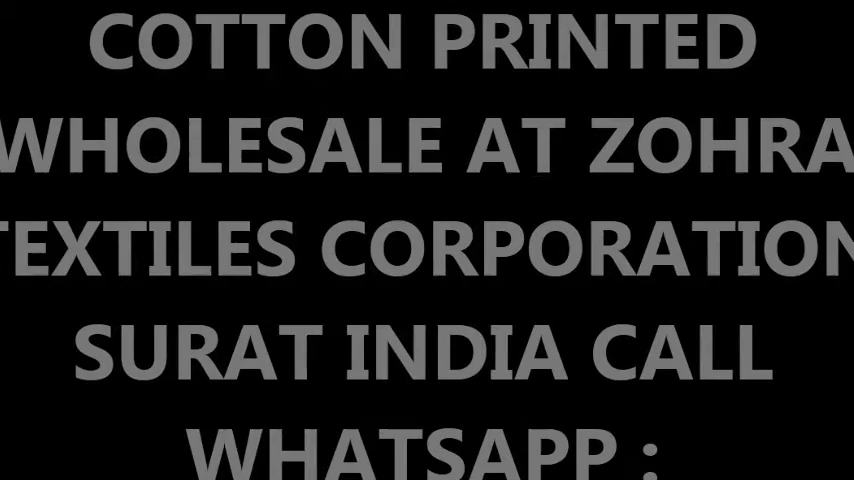 COTTON PRINTED
WHOLESALE AT ZOHRA
TEXTILES CORPORATION
SURAT INDIA CALL
WHATSAPP :